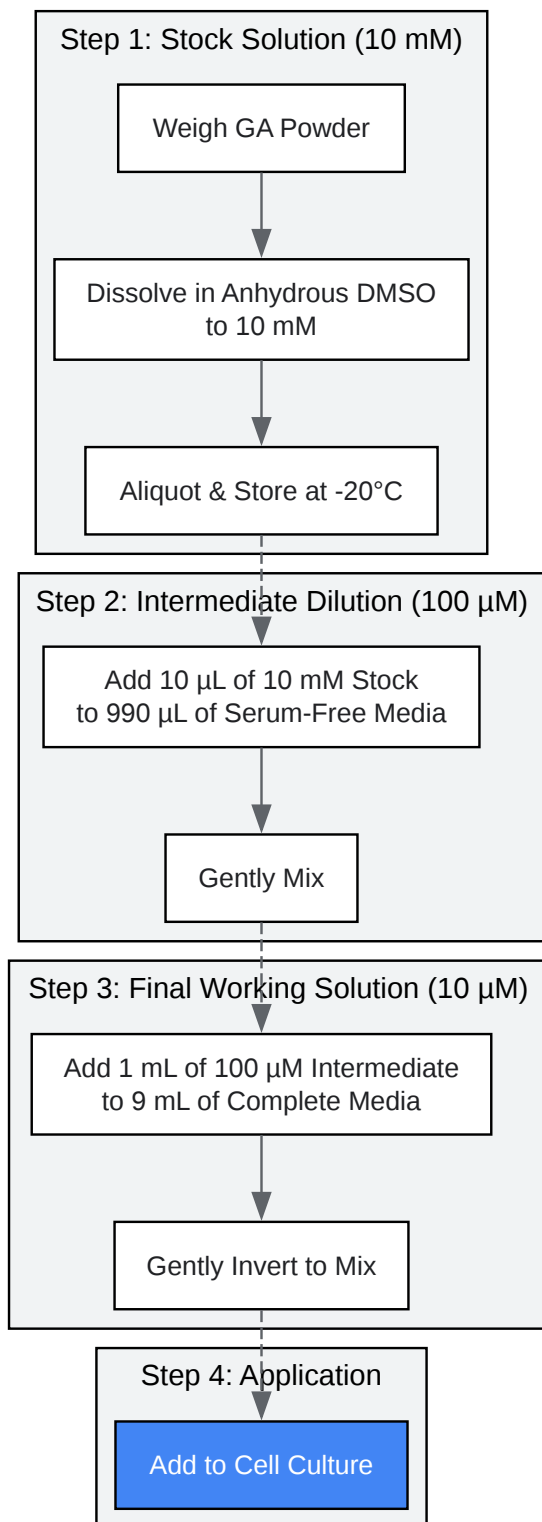 Step 1: Stock Solution (10 mM)
Weigh GA Powder
Dissolve in Anhydrous DMSO
to 10 mM
Aliquot & Store at -20°C
Step 2: Intermediate Dilution (100 µM)
Add 10 µL of 10 mM Stock
to 990 µL of Serum-Free Media
Gently Mix
Step 3: Final Working Solution (10 µM)
Add 1 mL of 100 µM Intermediate
to 9 mL of Complete Media
Gently Invert to Mix
Step 4: Application
Add to Cell Culture